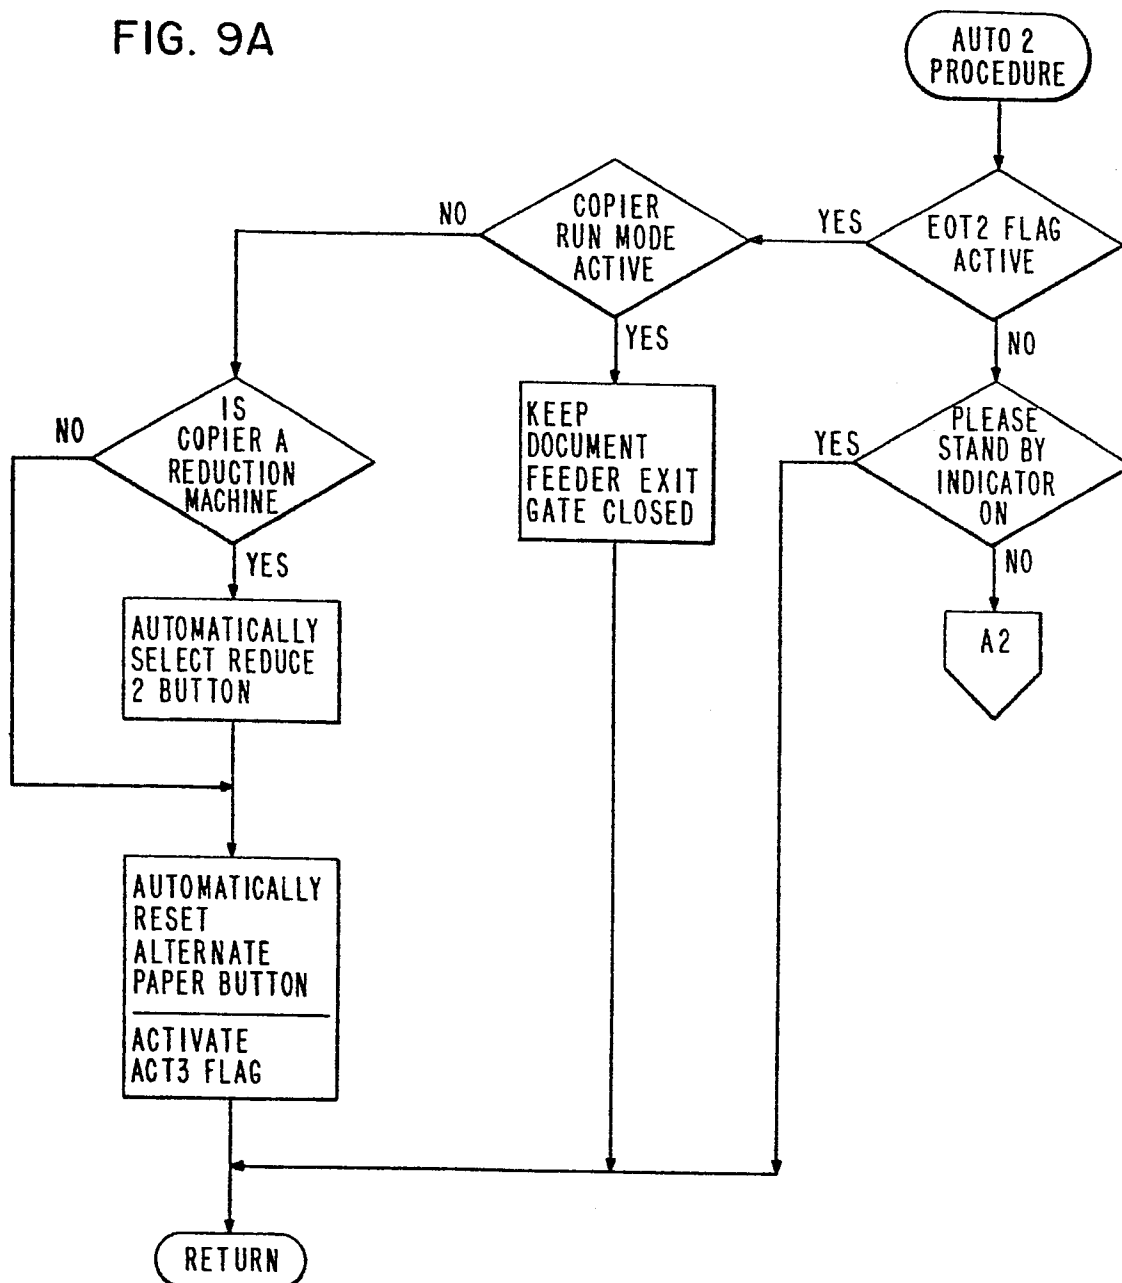 FIG. 9A
AUTO 2
PROCEDURE
EOT2 FLAG
ACTIVE
YES
NO
COPIER
RUN MODE
ACTIVE
NO
YES
KEEP
DOCUMENT
FEEDER EXIT
GATE CLOSED
PLEASE
STAND BY
INDICATOR
ON
YES
NO
A2
IS
COPIER A
REDUCTION
MACHINE
NO
YES
AUTOMATICALLY
SELECT REDUCE
2 BUTTON
AUTOMATICALLY
RESET
ALTERNATE
PAPER BUTTON
ACTIVATE
ACT3 FLAG
RETURN